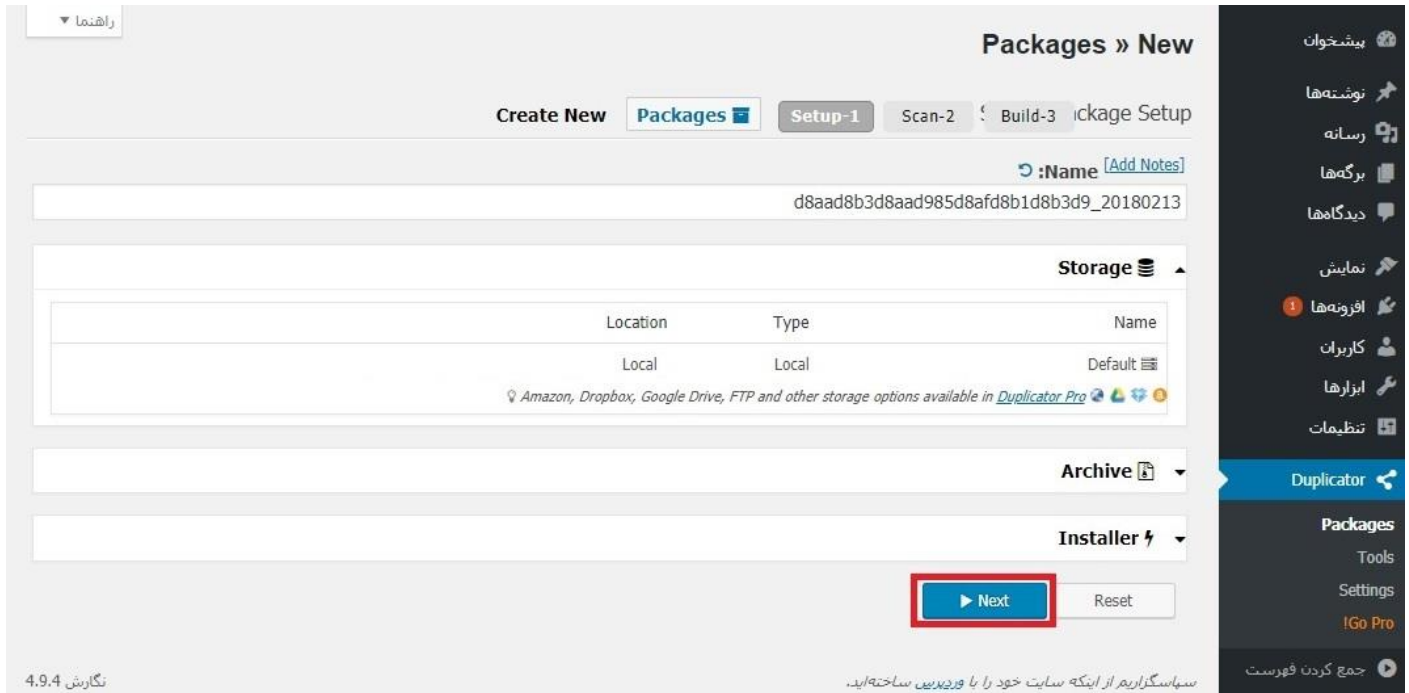 راهنما
Packages » New
Create New Packages Setup-1 Scan-2 Build-3 ckage Setup
:Name [Add Notes]
d8aad8b3d8aad985d8afd8b1d8b3d9_20180213
Storage
Location Type Name
Local Local Default
Amazon, Dropbox, Google Drive, FTP and other storage options available in Duplicator Pro
Archive
Installer
Next Reset
سپاسگزاریم از اینکه سایت خود را با وردپرس ساخته‌اید.
نگارش 4.9.4
پیشخوان
نوشته‌ها
رسانه
برگه‌ها
دیدگاه‌ها
نمایش
افزونه‌ها 1
کاربران
ابزارها
تنظیمات
Duplicator
Packages
Tools
Settings
!Go Pro
جمع کردن فهرست